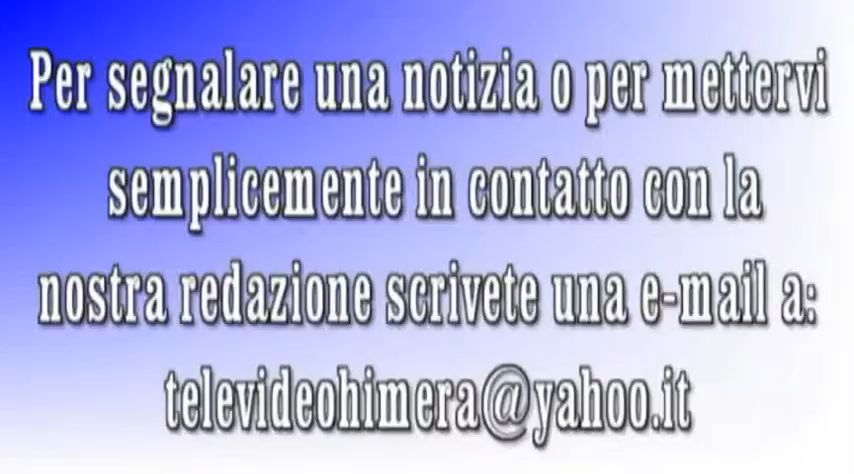 Per segnalare una notizia o per mettervi
semplicemente in contatto con la
nostra redazione scrivete una e-mail a:
televideohimera@yahoo.it